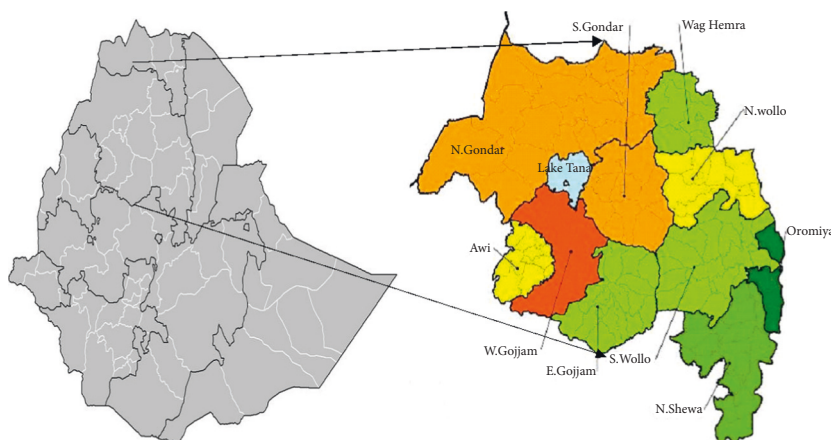 S.Gondar
Wag Hemra
N.wollo
N.Gondar
Lake Tana
Oromiya
Awi
W.Gojjam
E.Gojjam
S.Wollo
N.Shewa